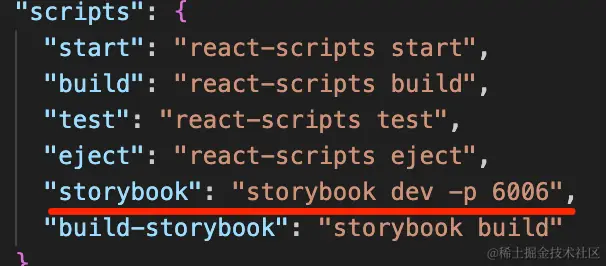 "scripts": {
"start": "react-scripts start",
"build": "react-scripts build",
"test": "react-scripts test",
"eject": "react-scripts eject",
"storybook": "storybook dev -p 6006",
"build-storybook": "storybook build"
}
@稀土掘金技术社区